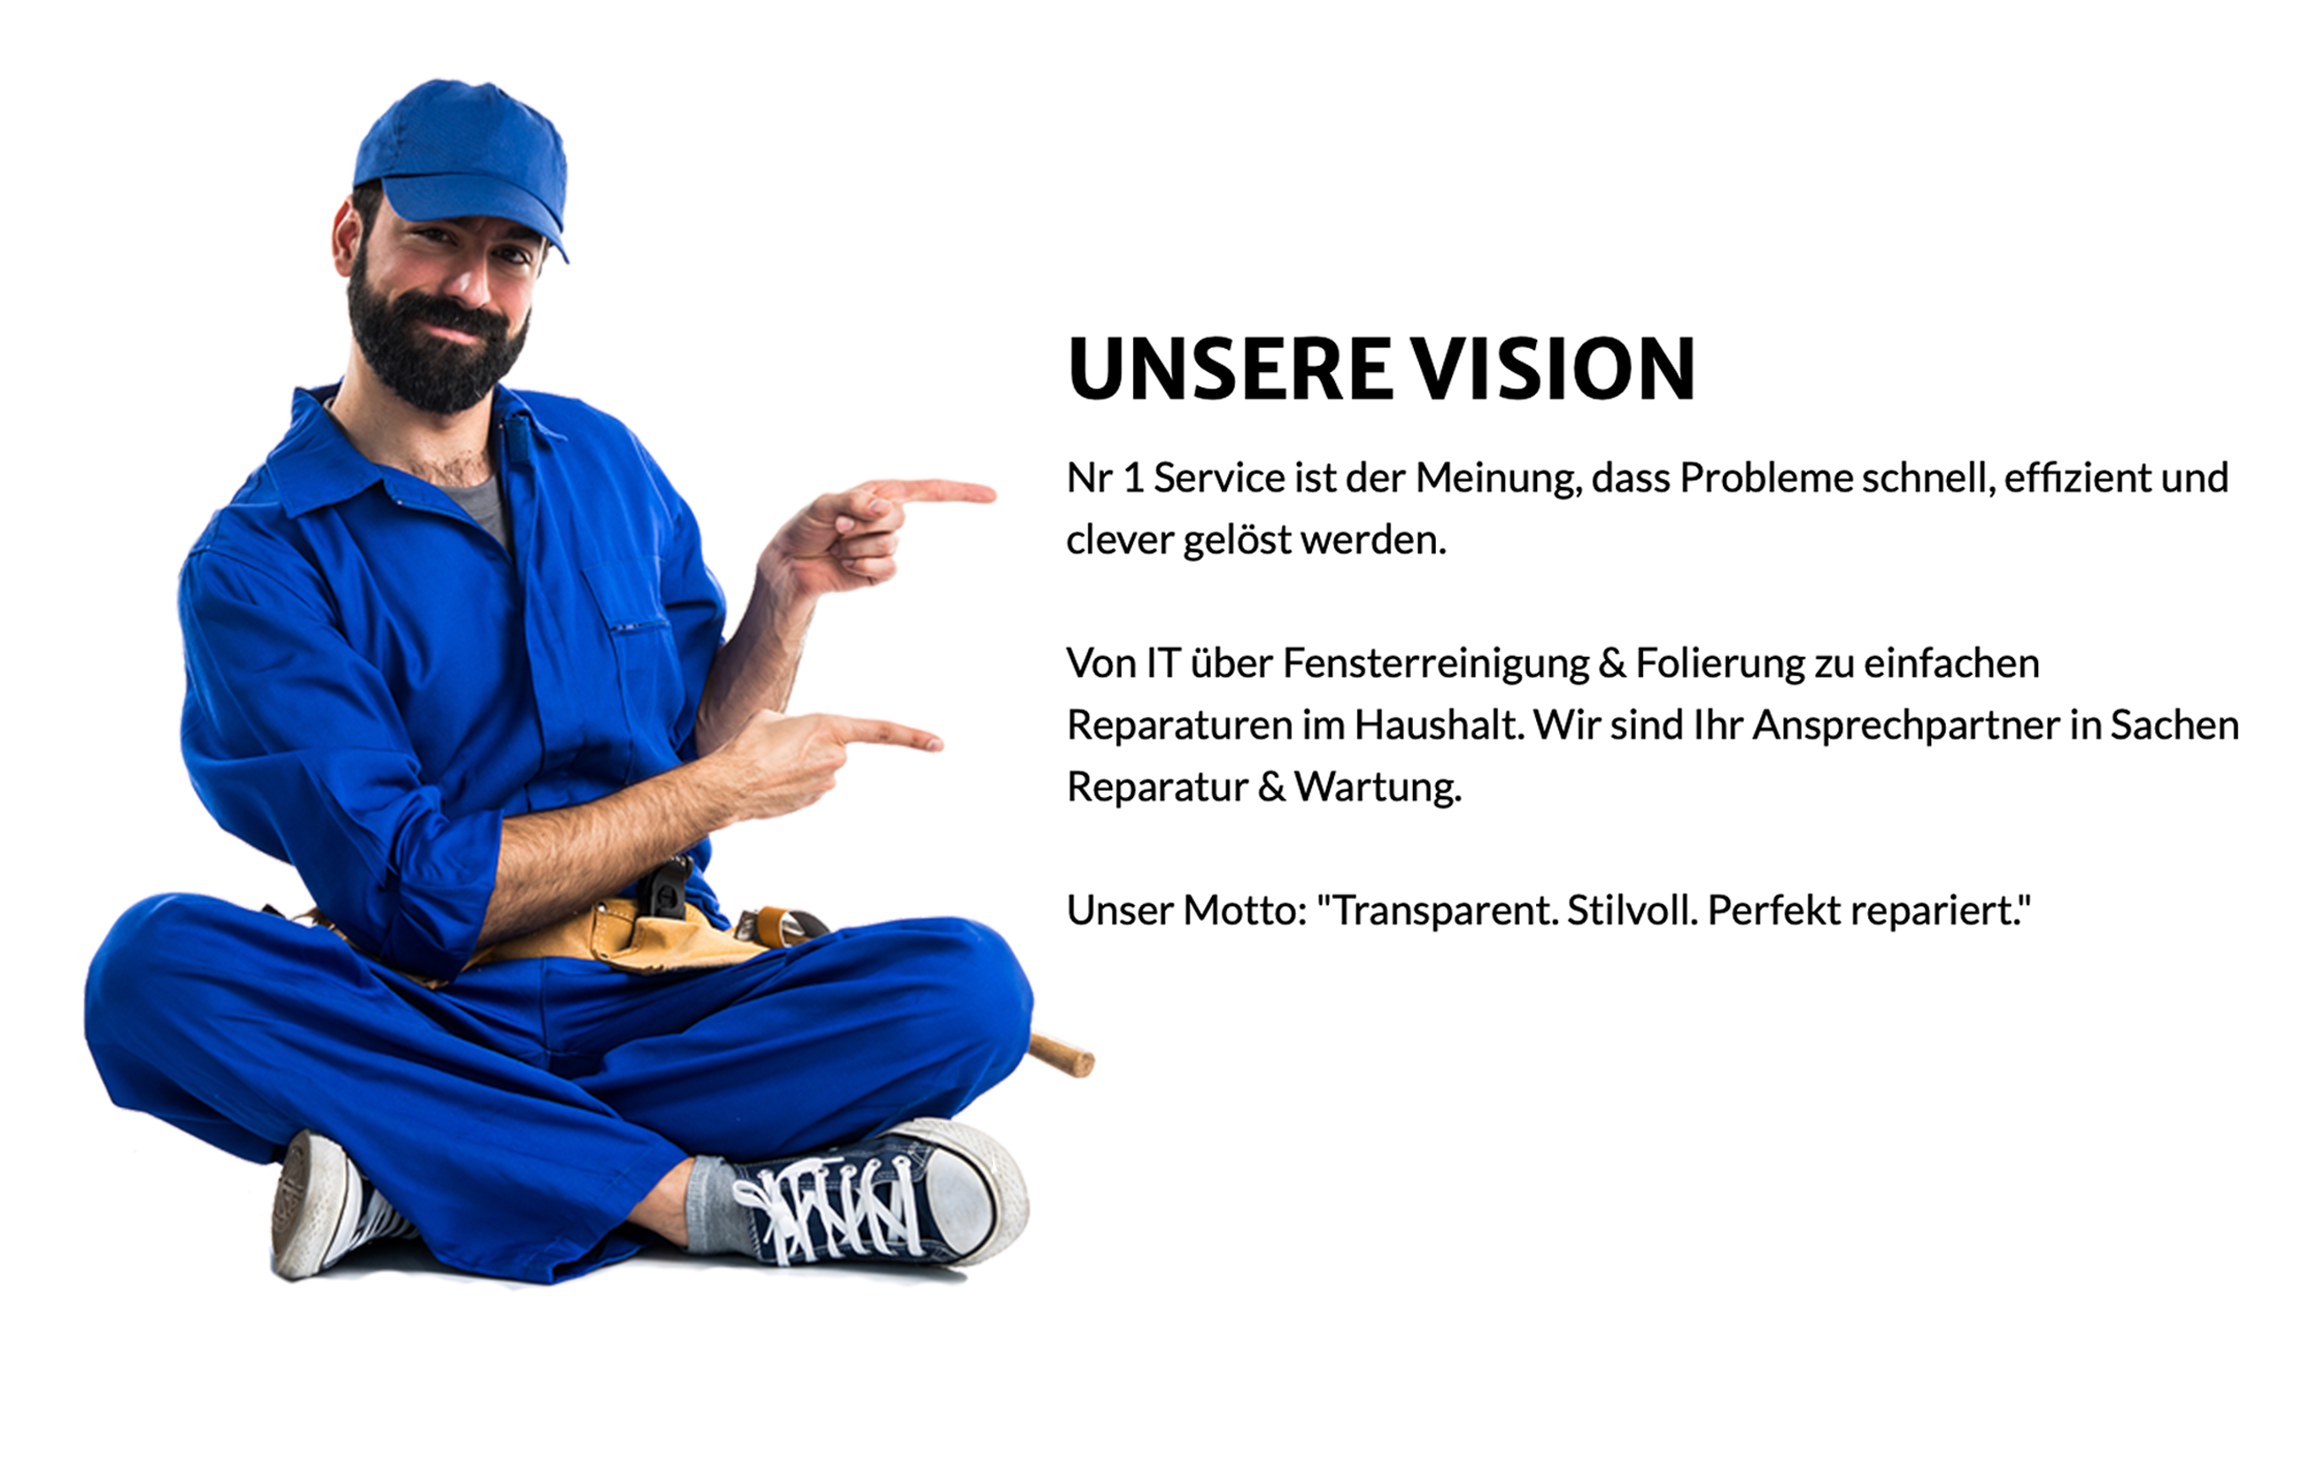 UNSERE VISION
Nr 1 Service ist der Meinung, dass Probleme schnell, effizient und
clever gelöst werden.
Von IT über Fensterreinigung & Folierung zu einfachen
Reparaturen im Haushalt. Wir sind Ihr Ansprechpartner in Sachen
Reparatur & Wartung.
Unser Motto: "Transparent. Stilvoll. Perfekt repariert."